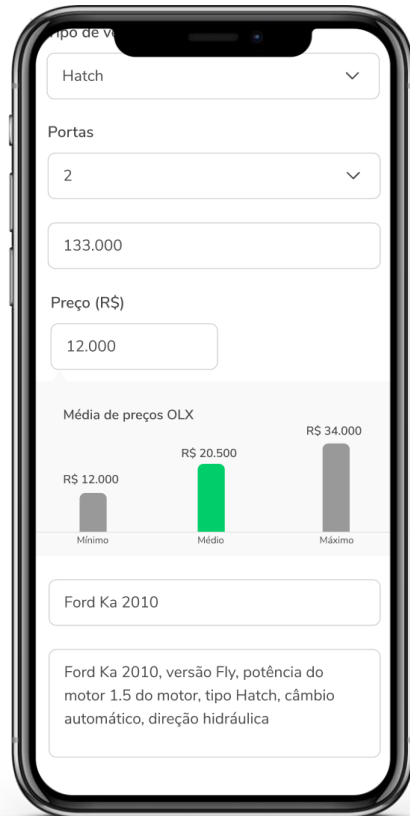 Tipo de
Hatch
Portas
2
133.000
Preço (R$)
12.000
Média de preços OLX
R$ 34.000
R$ 20.500
R$ 12.000
Mínimo
Médio
Máximo
Ford Ka 2010
Ford Ka 2010, versão Fly, potência do
motor 1.5 do motor, tipo Hatch, câmbio
automático, direção hidráulica